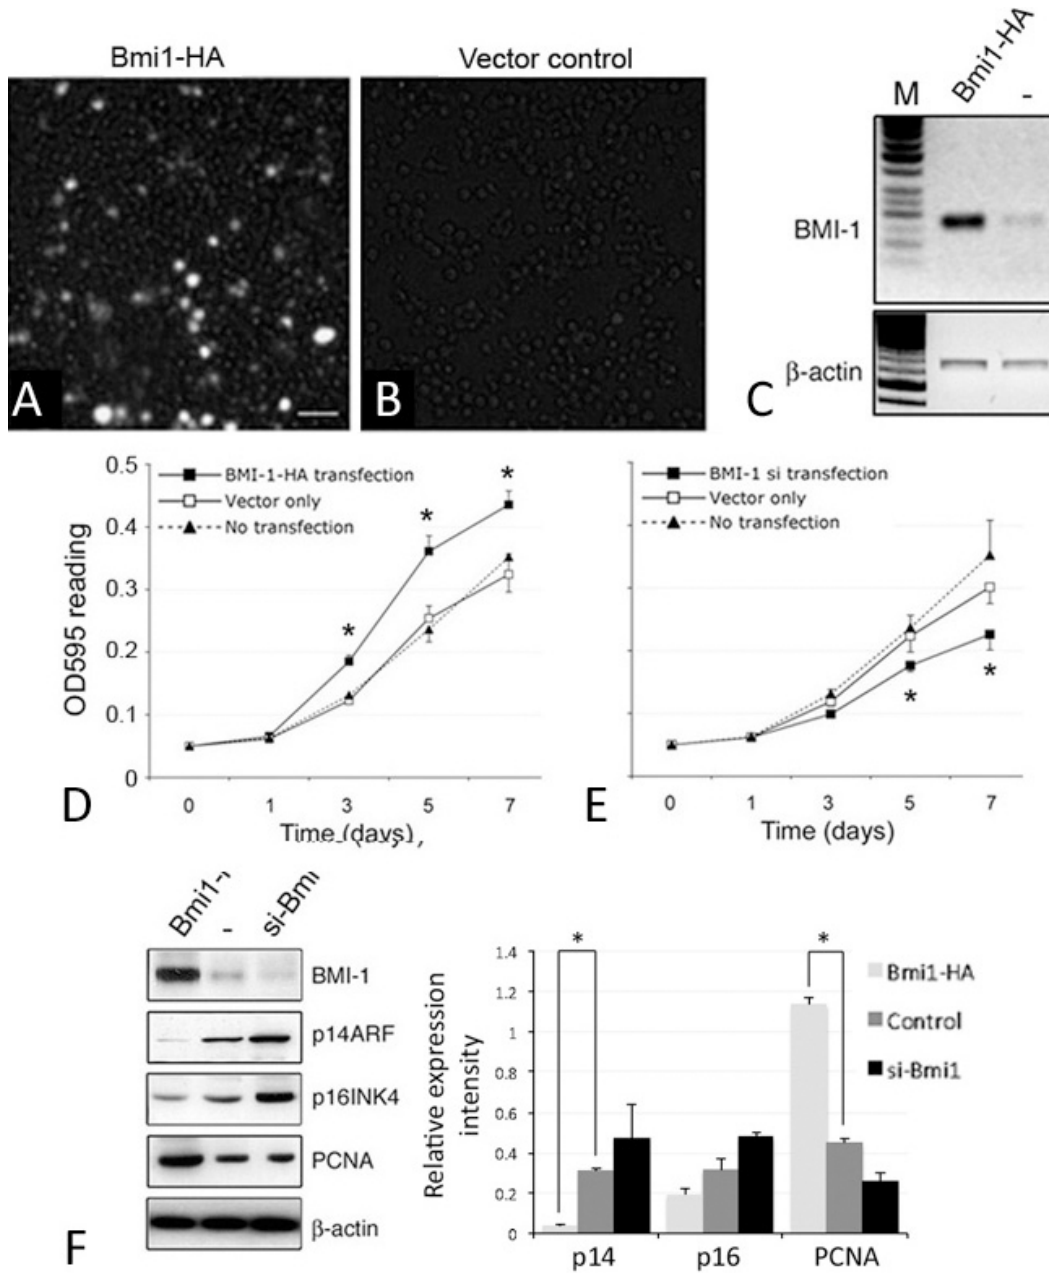 Bmi1-HA
Vector control
M
Bmi1-HA
-
BMI-1
β-actin
A
B
C
0.5
0.4
0.3
0.2
0.1
0
OD595 reading
BMI-1-HA transfection
Vector only
No transfection
*
*
*
0 1 3 5 7
Time (days)
D
BMI-1 si transfection
Vector only
No transfection
*
*
0 1 3 5 7
Time (days)
E
Bmi1-
-
si-Bmi
BMI-1
p14ARF
p16INK4
PCNA
β-actin
F
Relative expression
intensity
1.4
1.2
1
0.8
0.6
0.4
0.2
0
*
*
p14 p16 PCNA
Bmi1-HA
Control
si-Bmi1